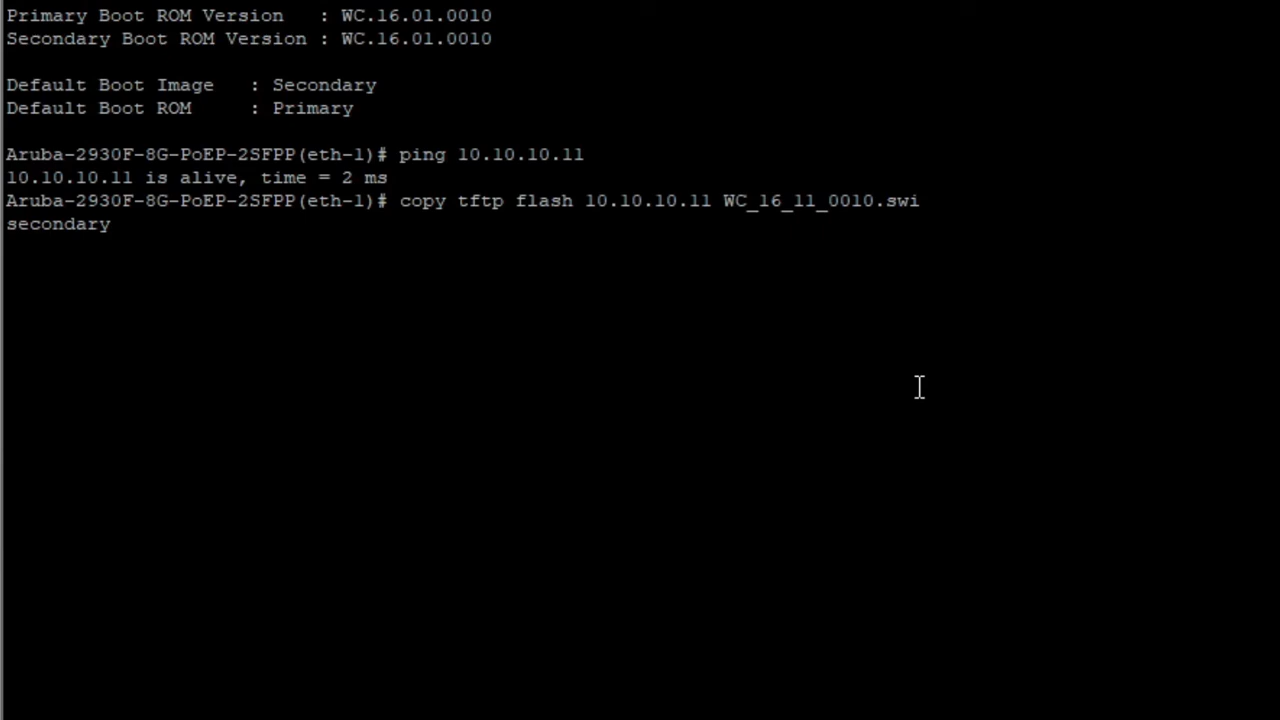 Primary Boot ROM Version   : WC.16.01.0010
Secondary Boot ROM Version : WC.16.01.0010
Default Boot Image   : Secondary
Default Boot ROM     : Primary
Aruba-2930F-8G-PoEP-2SFPP(eth-1)# ping 10.10.10.11
10.10.10.11 is alive, time = 2 ms
Aruba-2930F-8G-PoEP-2SFPP(eth-1)# copy tftp flash 10.10.10.11 WC_16_11_0010.swi
secondary